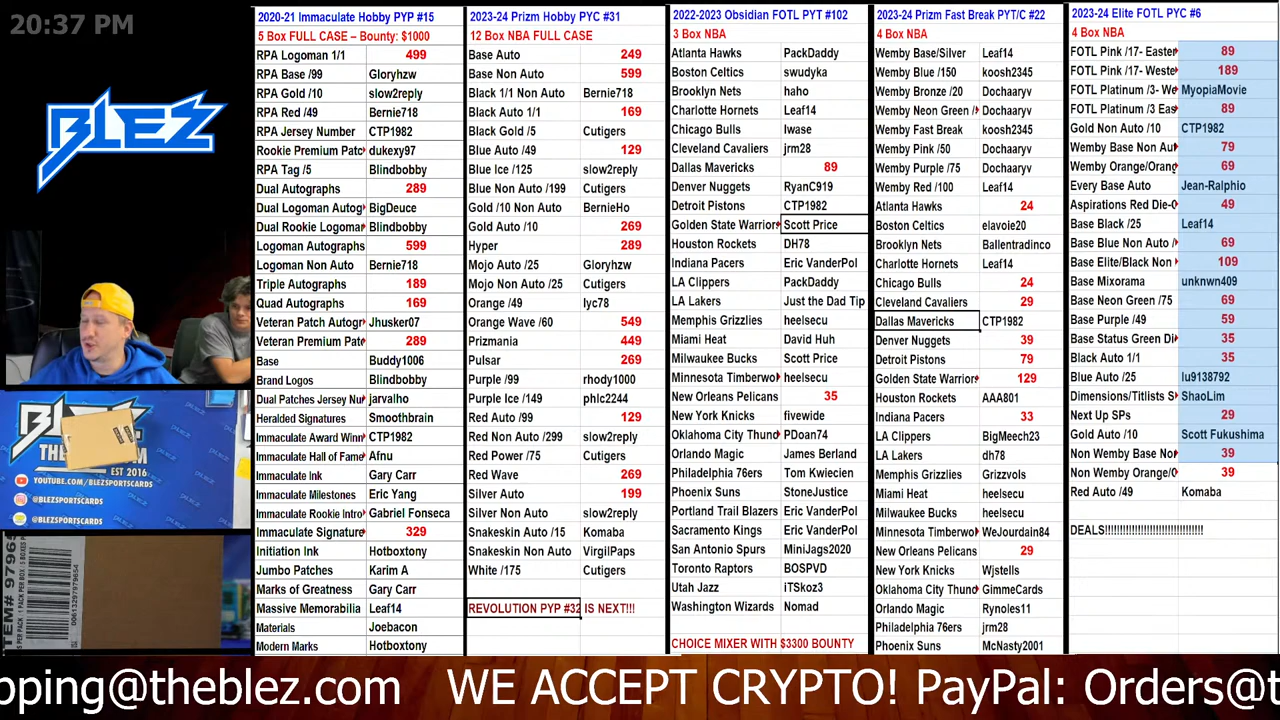 20:37 PM
BLEZ
BLEZ
THE
EST 2016
YOUTUBE.COM/BLEZSPORTSCARDS
@BLEZSPORTSCARDS
@BLEZSPORTSCARDS
2020-21 Immaculate Hobby PYP #15
5 Box FULL CASE – Bounty: $1000
RPA Logoman 1/1 499
RPA Base /99 Gloryhzw
RPA Gold /10 slow2reply
RPA Red /49 Bernie718
RPA Jersey Number CTP1982
Rookie Premium Patc dukexy97
RPA Tag /5 Blindbobby
Dual Autographs 289
Dual Logoman Autog BigDeuce
Dual Rookie Logoma Blindbobby
Logoman Autographs 599
Logoman Non Auto Bernie718
Triple Autographs 189
Quad Autographs 169
Veteran Patch Autogr Jhusker07
Veteran Premium Pat 289
Base Buddy1006
Brand Logos Blindbobby
Dual Patches Jersey Nu jarvalho
Heralded Signatures Smoothbrain
Immaculate Award Winn CTP1982
Immaculate Hall of Fame Afnu
Immaculate Ink Gary Carr
Immaculate Milestones Eric Yang
Immaculate Rookie Intro Gabriel Fonseca
Immaculate Signature 329
Initiation Ink Hotboxtony
Jumbo Patches Karim A
Marks of Greatness Gary Carr
Massive Memorabilia Leaf14
Materials Joebacon
Modern Marks Hotboxtony
2023-24 Prizm Hobby PYC #31
12 Box NBA FULL CASE
Base Auto 249
Base Non Auto 599
Black 1/1 Non Auto Bernie718
Black Auto 1/1 169
Black Gold /5 Cutigers
Blue Auto /49 129
Blue Ice /125 slow2reply
Blue Non Auto /199 Cutigers
Gold /10 Non Auto BernieHo
Gold Auto /10 269
Hyper 289
Mojo Auto /25 Gloryhzw
Mojo Non Auto /25 Cutigers
Orange /49 lyc78
Orange Wave /60 549
Prizmania 449
Pulsar 269
Purple /99 rhody1000
Purple Ice /149 phlc2244
Red Auto /99 129
Red Non Auto /299 slow2reply
Red Power /75 Cutigers
Red Wave 269
Silver Auto 199
Silver Non Auto slow2reply
Snakeskin Auto /15 Komaba
Snakeskin Non Auto VirgilPaps
White /175 Cutigers
REVOLUTION PYP #32 IS NEXT!!!
2022-2023 Obsidian FOTL PYT #102
3 Box NBA
Atlanta Hawks PackDaddy
Boston Celtics swudyka
Brooklyn Nets haho
Charlotte Hornets Leaf14
Chicago Bulls Iwase
Cleveland Cavaliers jrm28
Dallas Mavericks 89
Denver Nuggets RyanC919
Detroit Pistons CTP1982
Golden State Warrior Scott Price
Houston Rockets DH78
Indiana Pacers Eric VanderPol
LA Clippers PackDaddy
LA Lakers Just the Dad Tip
Memphis Grizzlies heelsecu
Miami Heat David Huh
Milwaukee Bucks Scott Price
Minnesota Timberwo heelsecu
New Orleans Pelicans 35
New York Knicks fivewide
Oklahoma City Thund PDoan74
Orlando Magic James Berland
Philadelphia 76ers Tom Kwiecien
Phoenix Suns StoneJustice
Portland Trail Blazers Eric VanderPol
Sacramento Kings Eric VanderPol
San Antonio Spurs MiniJags2020
Toronto Raptors BOSPVD
Utah Jazz iTSkoz3
Washington Wizards Nomad
CHOICE MIXER WITH $3300 BOUNTY
2023-24 Prizm Fast Break PYT/C #22
4 Box NBA
Wemby Base/Silver Leaf14
Wemby Blue /150 koosh2345
Wemby Bronze /20 Dochaaryv
Wemby Neon Green / Dochaaryv
Wemby Fast Break koosh2345
Wemby Pink /50 Dochaaryv
Wemby Purple /75 Dochaaryv
Wemby Red /100 Leaf14
Atlanta Hawks 24
Boston Celtics elavoie20
Brooklyn Nets Ballentradinco
Charlotte Hornets Leaf14
Chicago Bulls 24
Cleveland Cavaliers 29
Dallas Mavericks CTP1982
Denver Nuggets 39
Detroit Pistons 79
Golden State Warrior 129
Houston Rockets AAA801
Indiana Pacers 33
LA Clippers BigMeech23
LA Lakers dh78
Memphis Grizzlies Grizzvols
Miami Heat heelsecu
Milwaukee Bucks heelsecu
Minnesota Timberwo WeJourdain84
New Orleans Pelicans 29
New York Knicks Wjstells
Oklahoma City Thund GimmeCards
Orlando Magic Rynoles11
Philadelphia 76ers jrm28
Phoenix Suns McNasty2001
2023-24 Elite FOTL PYC #6
4 Box NBA
FOTL Pink /17- Easter 89
FOTL Pink /17- Weste 189
FOTL Platinum /3- We MyopiaMovie
FOTL Platinum /3 Eas 89
Gold Non Auto /10 CTP1982
Wemby Base Non Au 79
Wemby Orange/Orang 69
Every Base Auto Jean-Ralphio
Aspirations Red Die-C 49
Base Black /25 Leaf14
Base Blue Non Auto / 69
Base Elite/Black Non 109
Base Mixorama unknwn409
Base Neon Green /75 69
Base Purple /49 59
Base Status Green Di 35
Black Auto 1/1 35
Blue Auto /25 lu9138792
Dimensions/Titlists S ShaoLim
Next Up SPs 29
Gold Auto /10 Scott Fukushima
Non Wemby Base No 39
Non Wemby Orange/O 39
Red Auto /49 Komaba
DEALS!!!!!!!!!!!!!!!!!!!!!!!!!!!!!!!!!
pping@theblez.com WE ACCEPT CRYPTO! PayPal: Orders@t